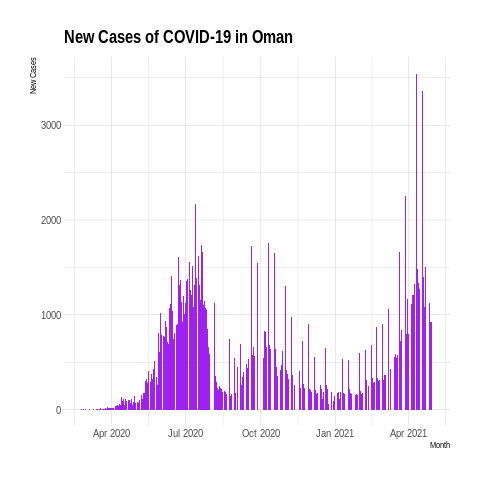 New Cases of COVID-19 in Oman
New Cases
3000
2000
1000
0
Apr 2020 Jul 2020 Oct 2020 Jan 2021 Apr 2021
Month